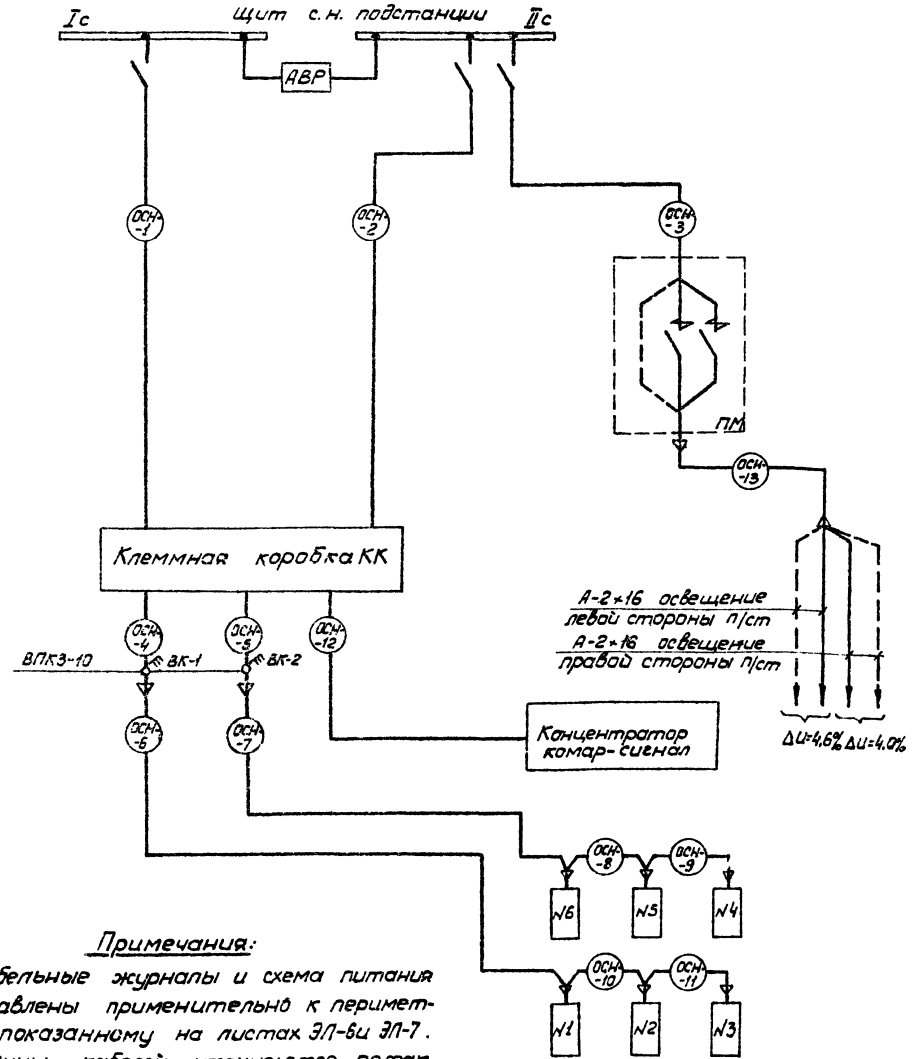 Iс Щит с.н. подстанции IIс
АВР
ОСН-
-1
ОСН-
-2
ОСН-
-3
ПМ
ОСН-
-13
Клеммная коробка КК
А-2×16 освещение
левой стороны п/ст
А-2×16 освещение
правой стороны п/ст
ОСН-
-4
ОСН-
-5
ОСН-
-12
ВПКЗ-10 ВК-1 ВК-2
ОСН-
-6
ОСН-
-7
Концентратор
комар-сигнал
ΔU=4,6% ΔU=4,0%
ОСН-
-8
ОСН-
-9
№6 №5 №4
ОСН-
-10
ОСН-
-11
№1 №2 №3
Примечания:
бельные журналы и схема питания
авлены применительно к перимет-
показанному на листах ЭЛ-6и ЭЛ-7.